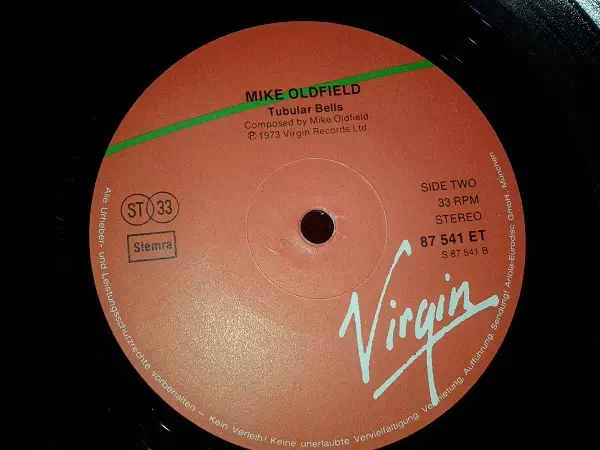 MIKE OLDFIELD
Tubular Bells
Composed by Mike Oldfield
℗ 1973 Virgin Records Ltd.
ST 33
Stemra
SIDE TWO
33 RPM
STEREO
87 541 ET
S 87 541 B
Virgin
Alle Urheber- und Leistungsschutzrechte vorbehalten – Kein Verleih! Keine unerlaubte Vervielfältigung, Vermietung, Aufführung, Sendung! Ariola-Eurodisc GmbH, München